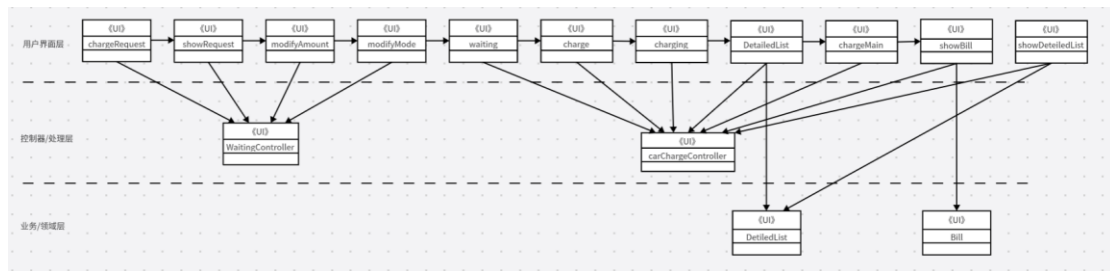 用户界面层
《UI》
chargeRequest
《UI》
showRequest
《UI》
modifyAmount
《UI》
modifyMode
《UI》
waiting
《UI》
charge
《UI》
charging
《UI》
DetailedList
《UI》
chargeMain
《UI》
showBill
《UI》
showDeteiledList
控制器/处理层
《UI》
WaitingController
《UI》
carChargeController
业务/领域层
《UI》
DetiledList
《UI》
Bill